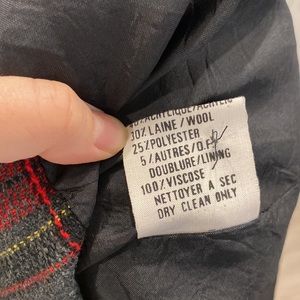 ACRYLIQUE/ACRYLIC
30% LAINE/WOOL
25% POLYESTER
5/AUTRES/O.F.
DOUBLURE/LINING
100% VISCOSE
NETTOYER A SEC
DRY CLEAN ONLY